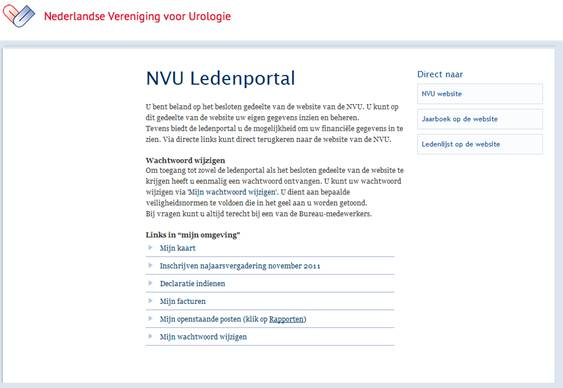 Nederlandse Vereniging voor Urologie
NVU Ledenportal
U bent beland op het besloten gedeelte van de website van de NVU. U kunt op
dit gedeelte van de website uw eigen gegevens inzien en beheren.
Tevens biedt de ledenportal u de mogelijkheid om uw financiële gegevens in te
zien. Via directe links kunt direct terugkeren naar de website van de NVU.
Wachtwoord wijzigen
Om toegang tot zowel de ledenportal als het besloten gedeelte van de website te
krijgen heeft u eenmalig een wachtwoord ontvangen. U kunt uw wachtwoord
wijzigen via 'Mijn wachtwoord wijzigen'. U dient aan bepaalde
veiligheidsnormen te voldoen die in het geel aan u worden getoond.
Bij vragen kunt u altijd terecht bij een van de Bureau-medewerkers.
Links in "mijn omgeving"
Mijn kaart
Inschrijven najaarsvergadering november 2011
Declaratie indienen
Mijn facturen
Mijn openstaande posten (klik op Rapporten)
Mijn wachtwoord wijzigen
Direct naar
NVU website
Jaarboek op de website
Ledenlijst op de website